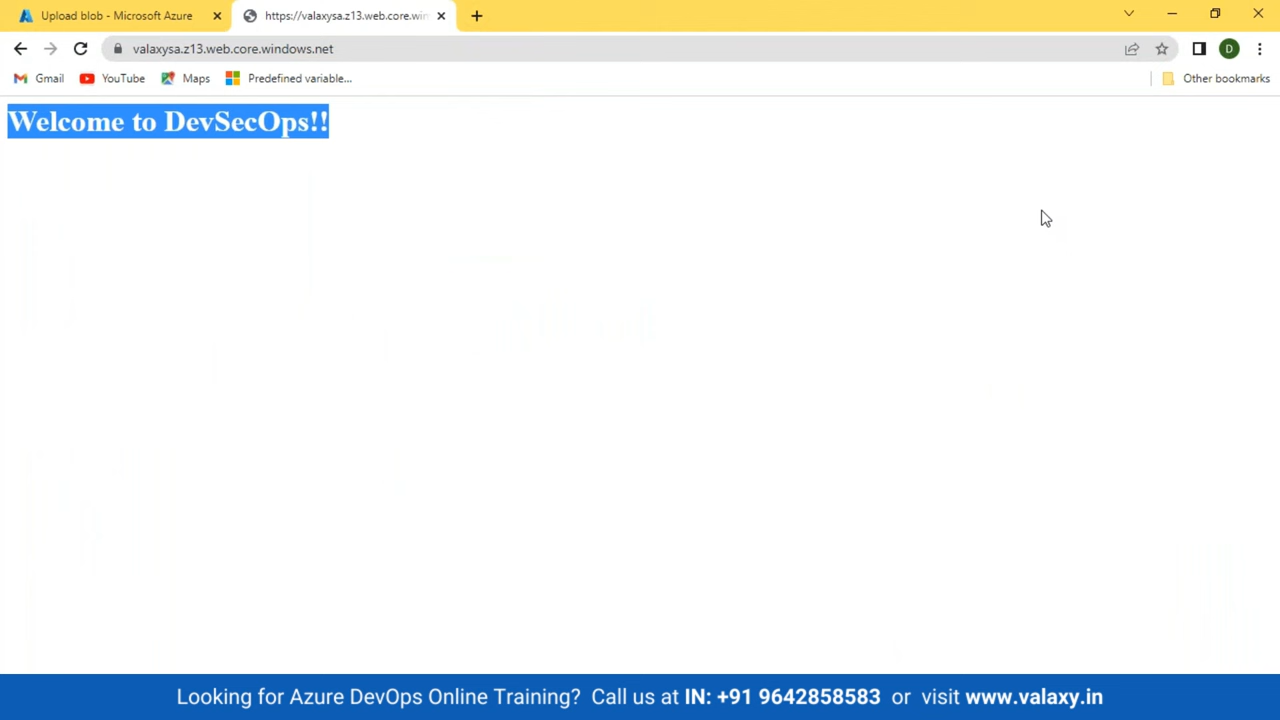 Upload blob - Microsoft Azure
https://valaxysa.z13.web.core.win
valaxysa.z13.web.core.windows.net
D
Gmail
YouTube
Maps
Predefined variable...
Other bookmarks
Welcome to DevSecOps!!
Looking for Azure DevOps Online Training? Call us at IN: +91 9642858583 or visit www.valaxy.in